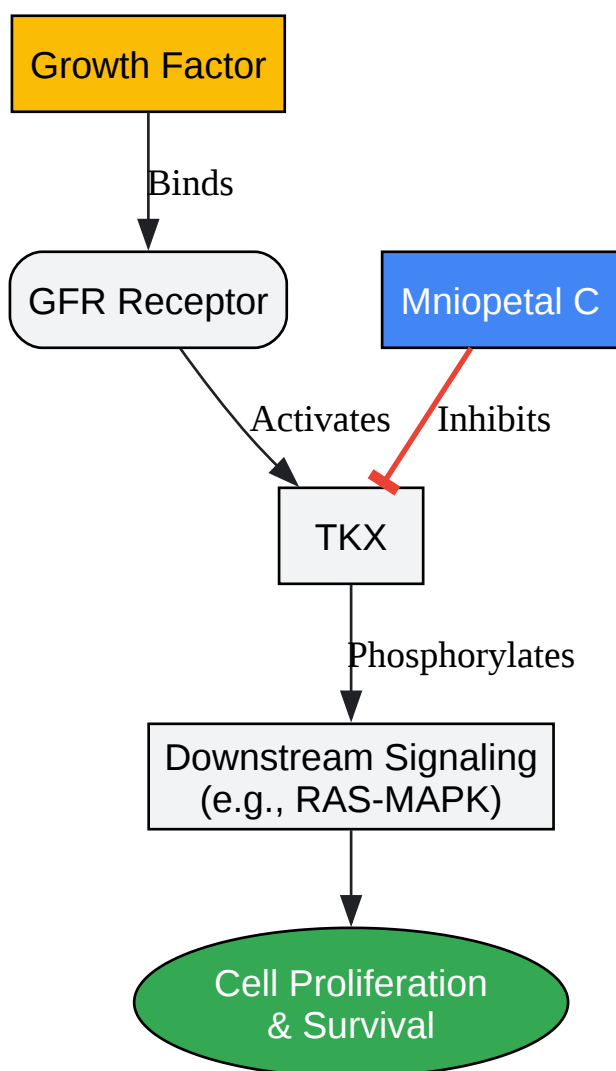 Growth Factor
Binds
GFR Receptor
Mniopetal C
Activates
Inhibits
TKX
Phosphorylates
Downstream Signaling
(e.g., RAS-MAPK)
Cell Proliferation
& Survival